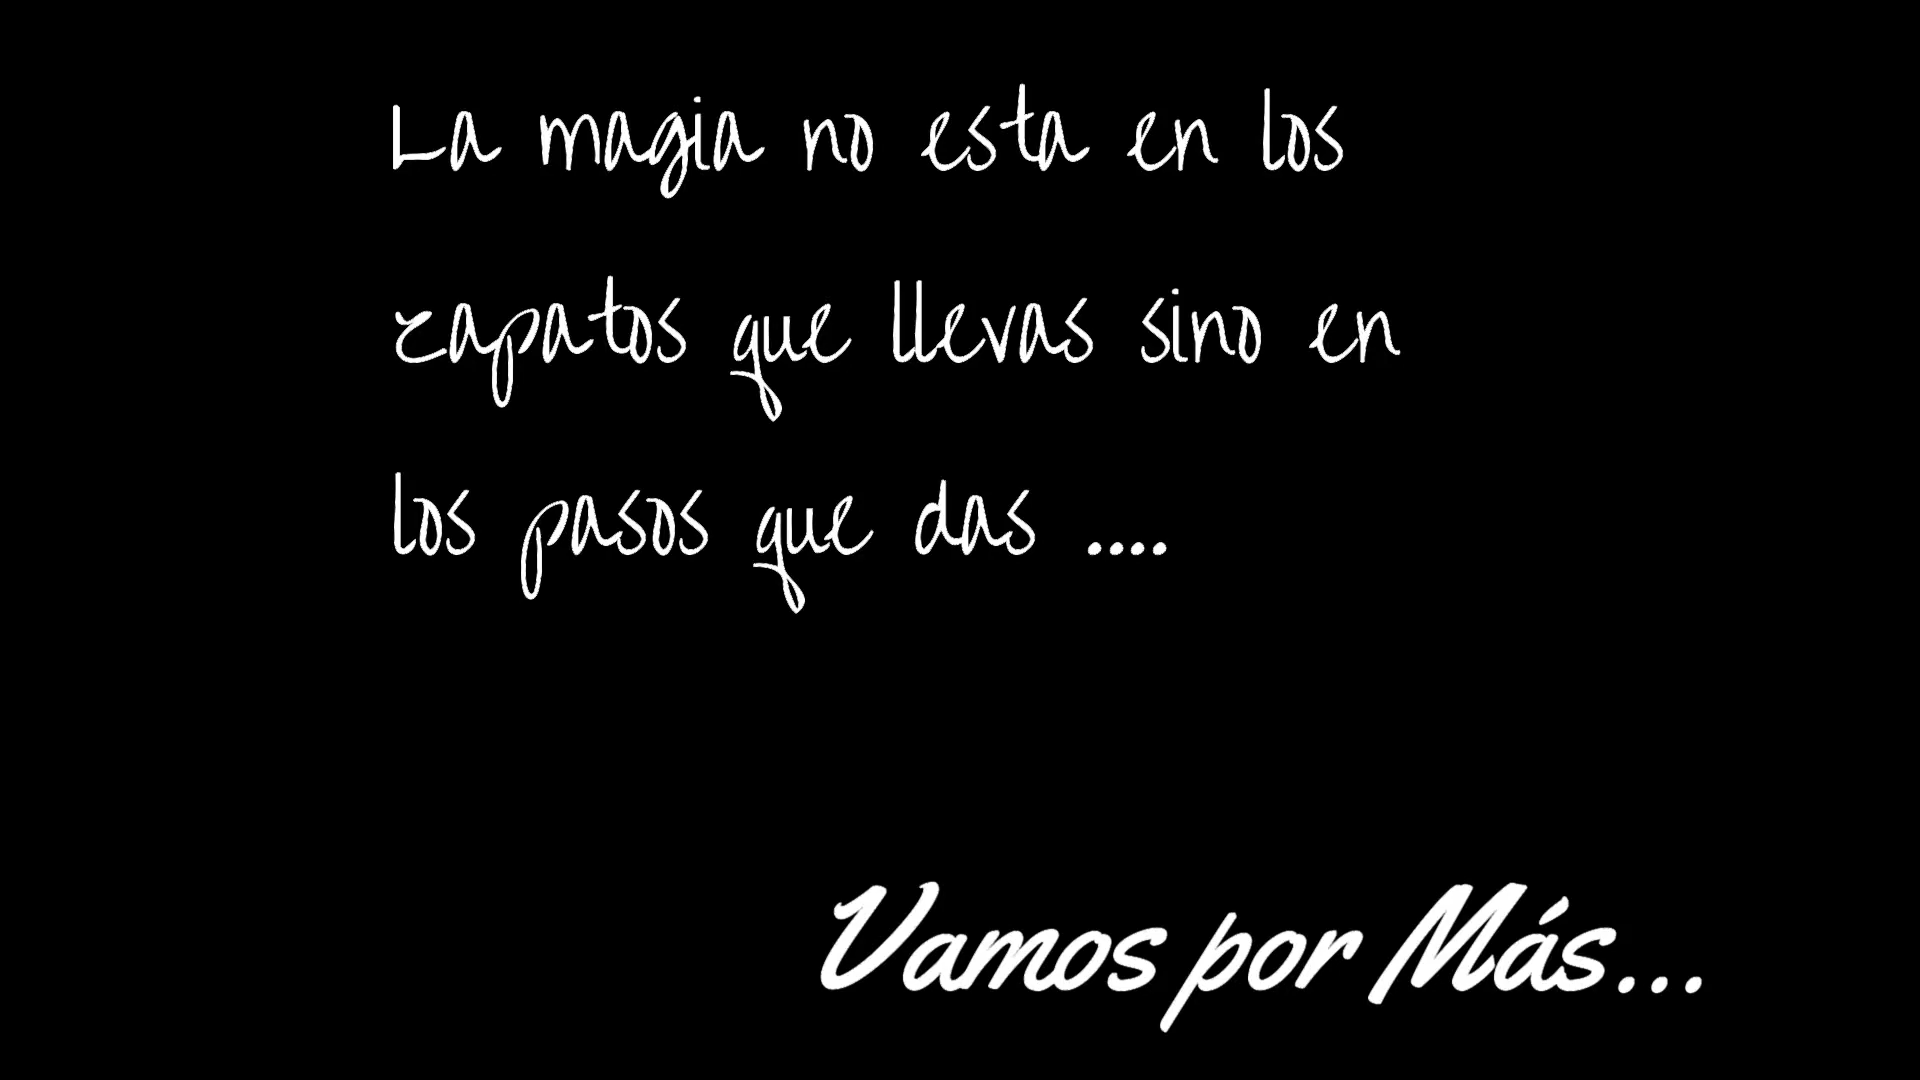 La magia no esta en los
zapatos que llevas sino en
los pasos que das ....
Vamos por Más...